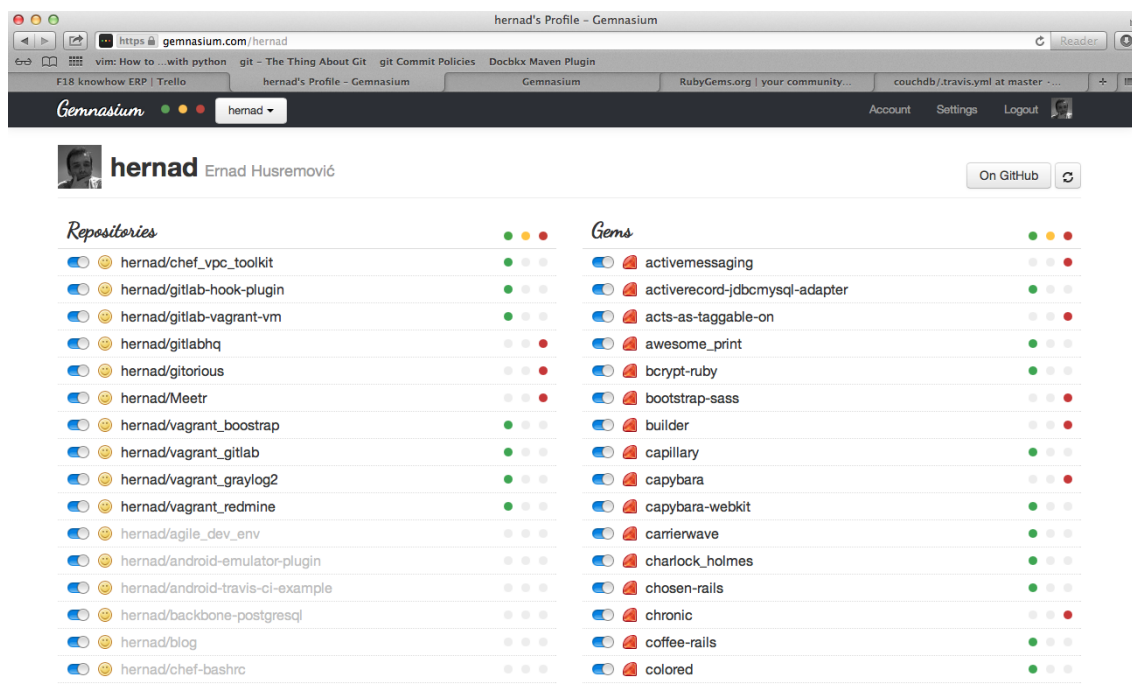 hernad's Profile – Gemnasium
https gemnasium.com/hernad
Reader
vim: How to ...with python git – The Thing About Git git Commit Policies Docbkx Maven Plugin
F18 knowhow ERP | Trello hernad's Profile – Gemnasium Gemnasium RubyGems.org | your community... couchdb/.travis.yml at master ·...
Gemnasium hernad Account Settings Logout
hernad Ernad Husremović On GitHub
Repositories
hernad/chef_vpc_toolkit
hernad/gitlab-hook-plugin
hernad/gitlab-vagrant-vm
hernad/gitlabhq
hernad/gitorious
hernad/Meetr
hernad/vagrant_boostrap
hernad/vagrant_gitlab
hernad/vagrant_graylog2
hernad/vagrant_redmine
hernad/agile_dev_env
hernad/android-emulator-plugin
hernad/android-travis-ci-example
hernad/backbone-postgresql
hernad/blog
hernad/chef-bashrc
Gems
activemessaging
activerecord-jdbcmysql-adapter
acts-as-taggable-on
awesome_print
bcrypt-ruby
bootstrap-sass
builder
capillary
capybara
capybara-webkit
carrierwave
charlock_holmes
chosen-rails
chronic
coffee-rails
colored